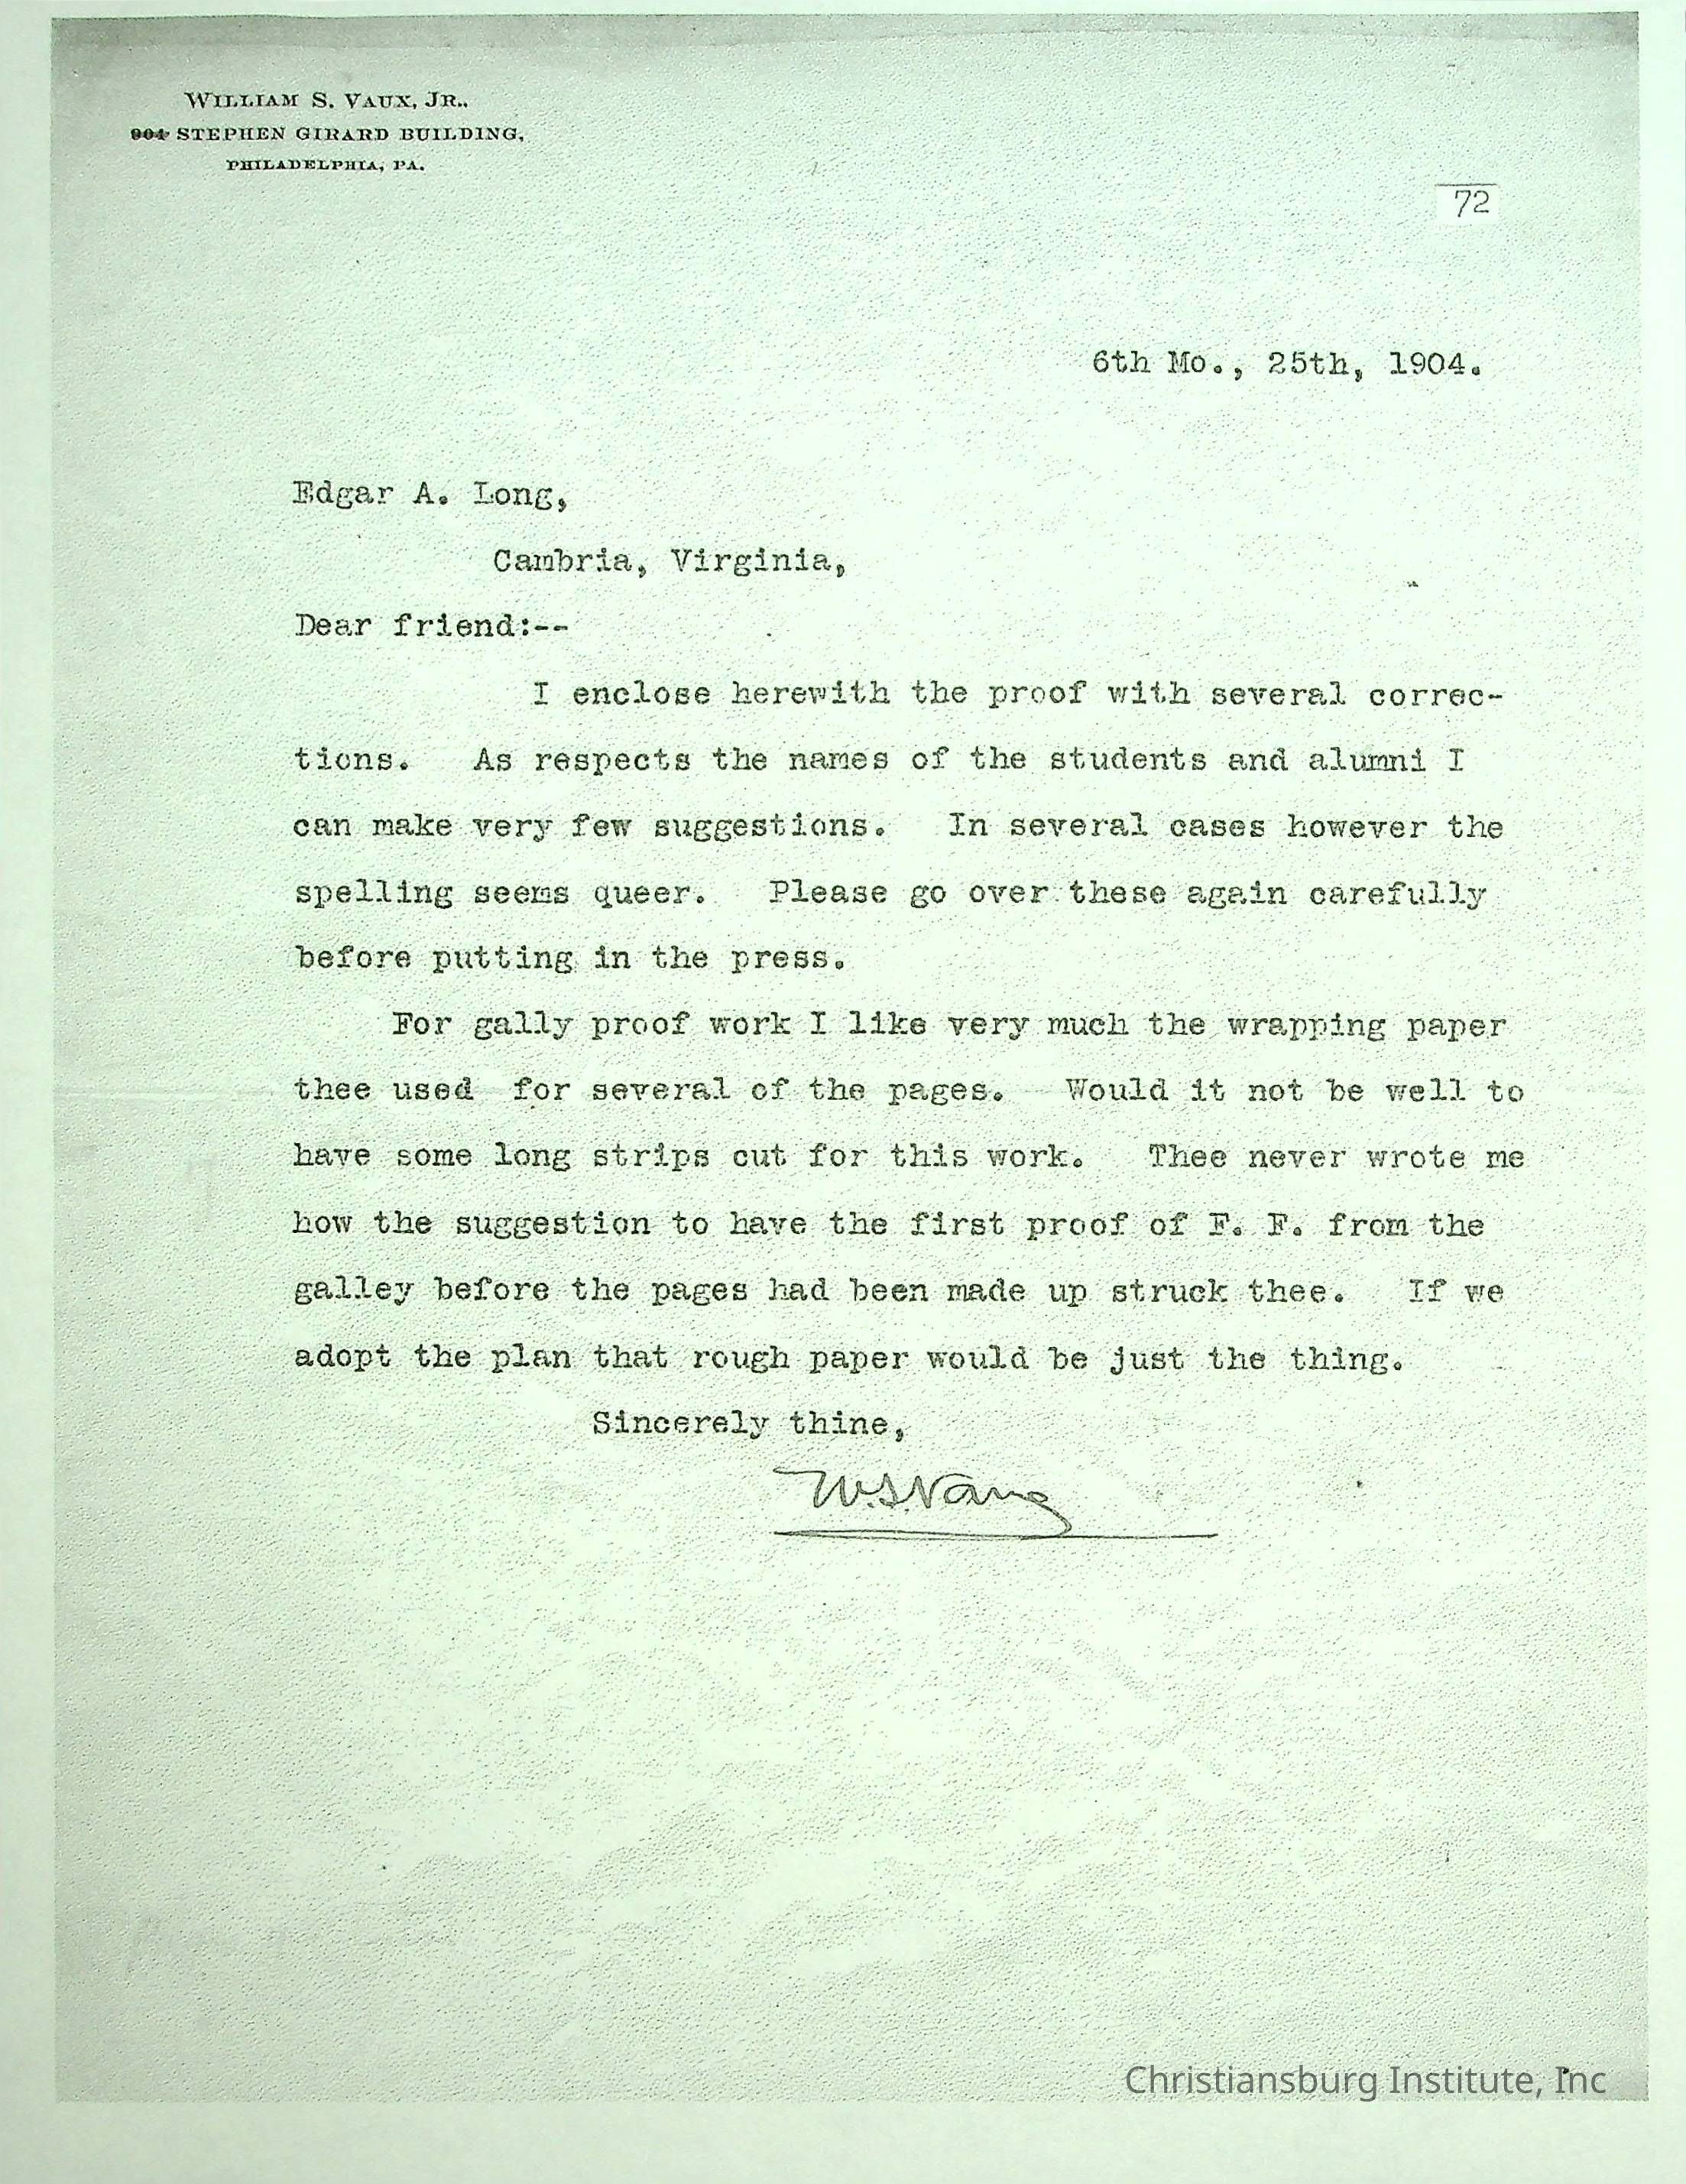 WILLIAM S. VAUX, JR.,
904 STEPHEN GIRARD BUILDING,
PHILADELPHIA, PA.
72
6th Mo., 25th, 1904.
Edgar A. Long,
Cambria, Virginia,
Dear friend:--
I enclose herewith the proof with several correc-
tions. As respects the names of the students and alumni I
can make very few suggestions. In several cases however the
spelling seems queer. Please go over these again carefully
before putting in the press.
For gally proof work I like very much the wrapping paper
thee used for several of the pages. Would it not be well to
have some long strips cut for this work. Thee never wrote me
how the suggestion to have the first proof of F. F. from the
galley before the pages had been made up struck thee. If we
adopt the plan that rough paper would be just the thing.
Sincerely thine,
W.S.Vaux
Christiansburg Institute, Inc